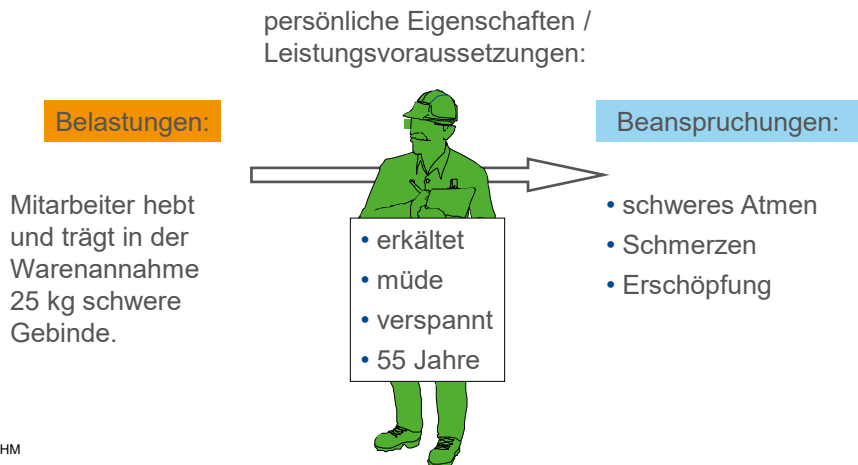 persönliche Eigenschaften /
Leistungsvoraussetzungen:
Belastungen:
Mitarbeiter hebt
und trägt in der
Warenannahme
25 kg schwere
Gebinde.
• erkältet
• müde
• verspannt
• 55 Jahre
Beanspruchungen:
• schweres Atmen
• Schmerzen
• Erschöpfung
HM